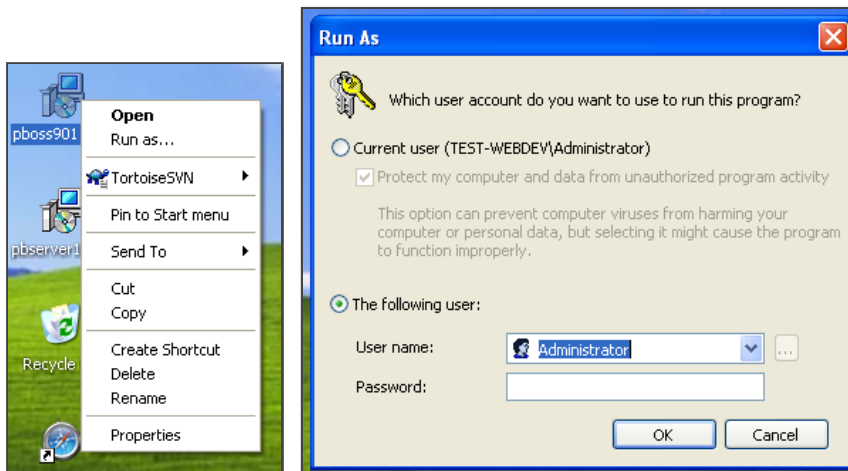 pboss901
Open
Run as...
TortoiseSVN
Pin to Start menu
pbserver1
Send To
Cut
Copy
Create Shortcut
Recycle
Delete
Rename
Properties
Run As
Which user account do you want to use to run this program?
Current user (TEST-WEBDEV\Administrator)
Protect my computer and data from unauthorized program activity
This option can prevent computer viruses from harming your
computer or personal data, but selecting it might cause the program
to function improperly.
The following user:
User name:
Administrator
...
Password:
OK
Cancel